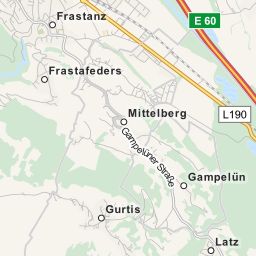 Frastanz
E 60
Frastafeders
Mittelberg
L190
Gampelüner Straße
Gampelün
Gurtis
Latz